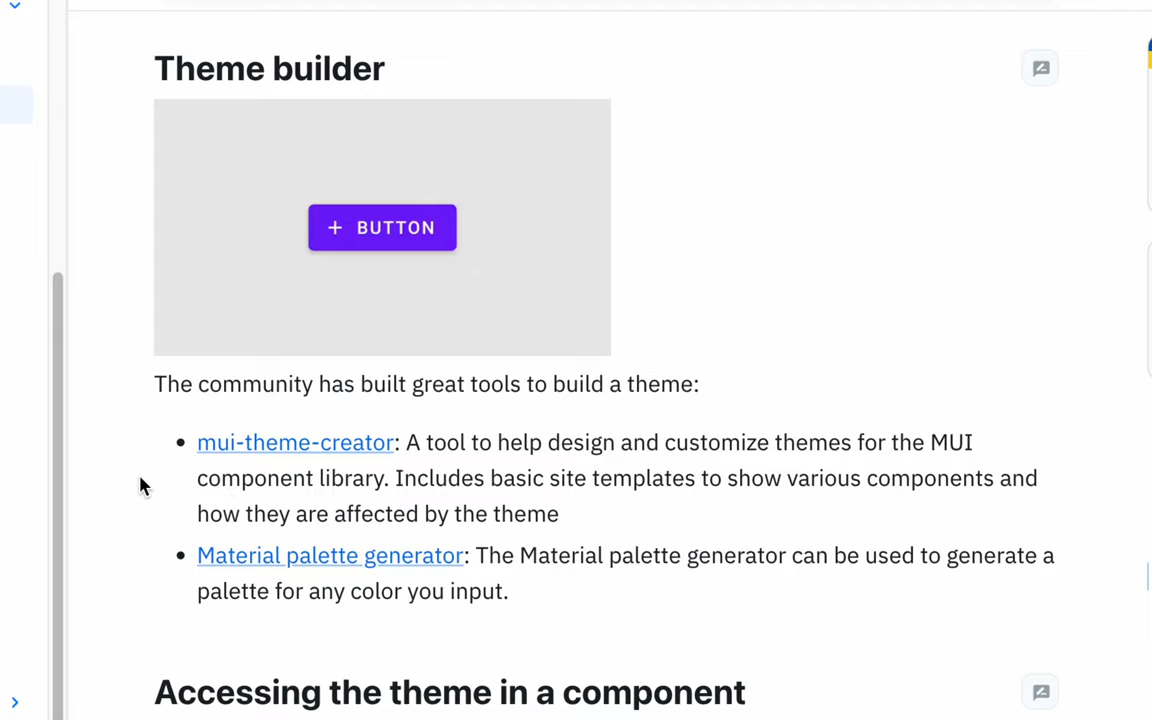 Theme builder
+ BUTTON
The community has built great tools to build a theme:
• mui-theme-creator: A tool to help design and customize themes for the MUI
component library. Includes basic site templates to show various components and
how they are affected by the theme
• Material palette generator: The Material palette generator can be used to generate a
palette for any color you input.
Accessing the theme in a component